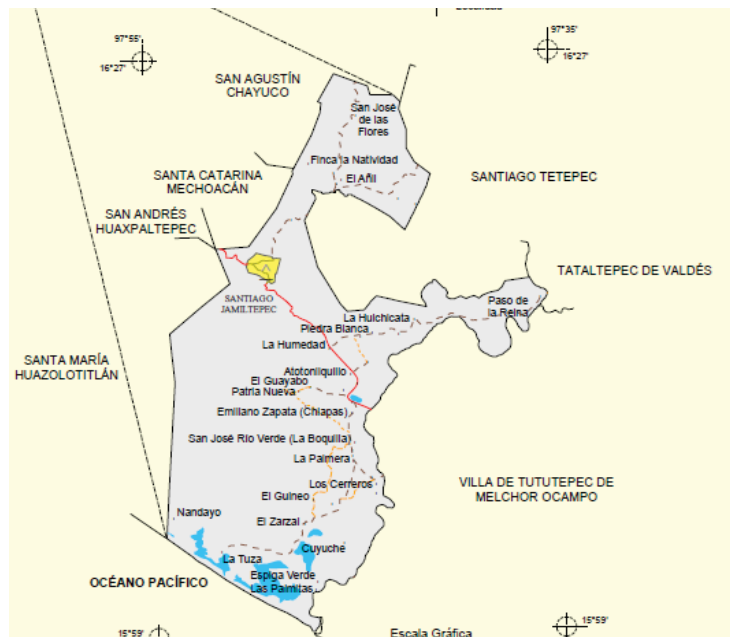 Localidad
97°55'
97°35'
16°27'
16°27'
SAN AGUSTÍN
CHAYUCO
San José
de las
Flores
Finca la Natividad
El Añil
SANTA CATARINA
MECHOACÁN
SANTIAGO TETEPEC
SAN ANDRÉS
HUAXPALTEPEC
TATALTEPEC DE VALDÉS
SANTIAGO
JAMILTEPEC
Paso de
la Reina
La Huichicata
Piedra Blanca
La Humedad
SANTA MARÍA
HUAZOLOTITLÁN
Atotonilquillo
El Guayabo
Patria Nueva
Emiliano Zapata (Chiapas)
San José Río Verde (La Boquilla)
La Palmera
Los Cerreros
VILLA DE TUTUTEPEC DE
MELCHOR OCAMPO
El Guineo
Nandayo
El Zarzal
Cuyuche
La Tuza
Espiga Verde
Las Palmitas
OCÉANO PACÍFICO
15°59'
15°59'
Escala Gráfica